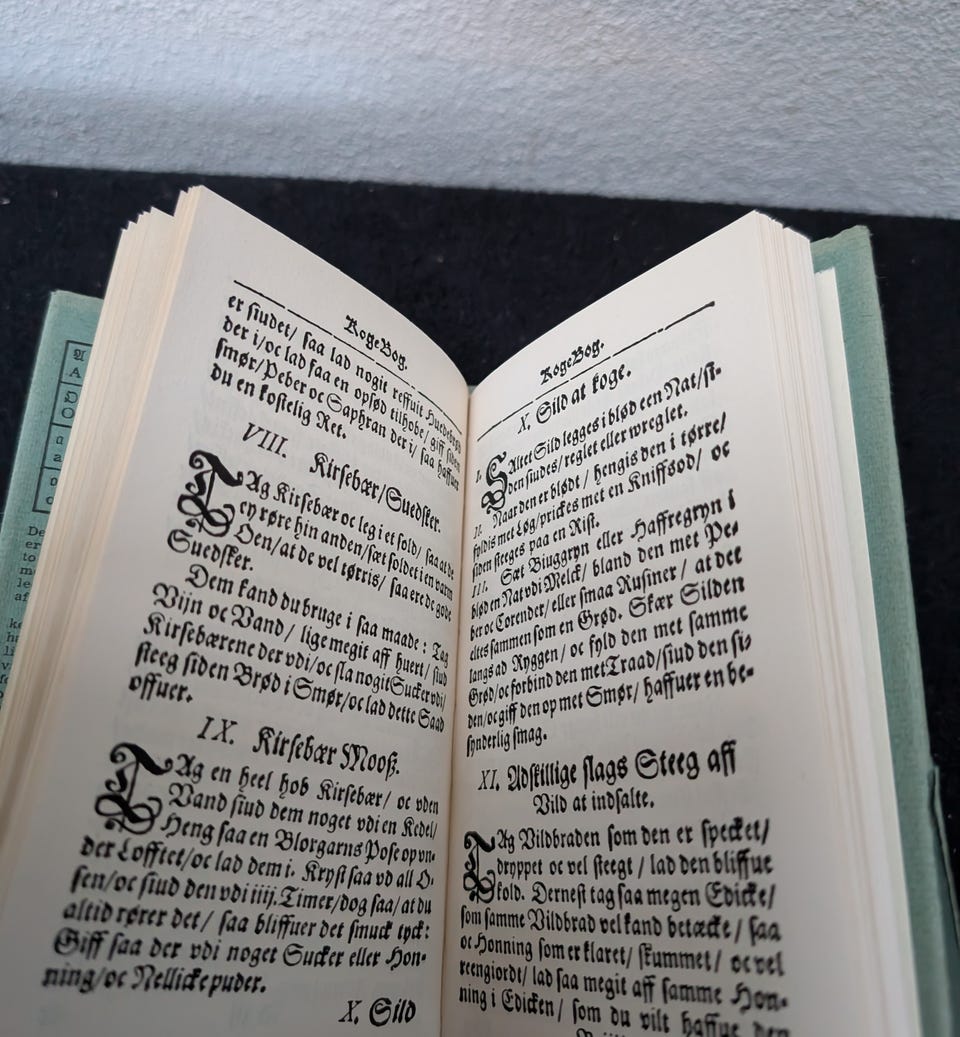 KogeBog.
er siudet/ saa lad nogit reffuit Huedebrød
der i/oc lad saa en opsød tilhobe/ giff siden
smør/Peber oc Saphran der i/ saa haffuer
du en kostelig Ret.
VIII. Kirsebær/Suedsker.
TAg Kirsebær oc leg i et sold/ saa at de
ey røre hin anden/sæt soldet i en varm
Oen/at de vel tørris/ saa ere de gode
Suedsker.
Dem kand du bruge i saa maade: Tag
Vijn oc Vand/ lige megit aff huert/ siud
Kirsebærene der vdi/oc sla nogit Sucker vdi/
steeg siden Brød i Smør/oc lad dette Saad
offuer.
IX. Kirsebær Mooß.
TAg en heel hob Kirsebær/ oc vden
Vand siud dem noget vdi en Kedel/
Heng saa en Blorgarns Pose op vn-
der Lofftet/oc lad dem i. Kryst saa vd all O-
sen/oc siud den vdi iiij. Timer/dog saa/at du
altid rører det/ saa bliffuer det smuck tyck:
Giff saa der vdi noget Sucker eller Hon-
ning/oc Nellickepuder.
X. Sild
KogeBog.
X. Sild at koge.
I. SAltet Sild legges i blød een Nat/si-
den siudes/reglet eller wreglet.
II. Naar den er blødt/ hengis den i tørre/
fyldis met Løg/prickes met en Kniffsod/ oc
siden steeges paa en Rist.
III. Sæt Biuggryn eller Haffregryn i
blød en Nat vdi Melck/ bland den met Pe-
ber oc Corender/eller smaa Rusiner/ at det
eltes sammen som en Grød. Skær Silden
langs ad Ryggen/ oc fyld den met samme
Grød/oc forbind den met Traad/siud den si-
den/oc giff den op met Smør/ haffuer en be-
synderlig smag.
XI. Adskillige slags Steeg aff
Vild at indsalte.
TAg Vildbraden som den er specket/
dryppet oc vel steegt/ lad den bliffue
kold. Dernest tag saa megen Edicke/
som samme Vildbrad vel kand betæcke/ saa
oc Honning som er klaret/ skummet/ oc vel
reengiordt/ lad saa megit aff samme Hon-
ning i Edicken/ som du vilt haffue den